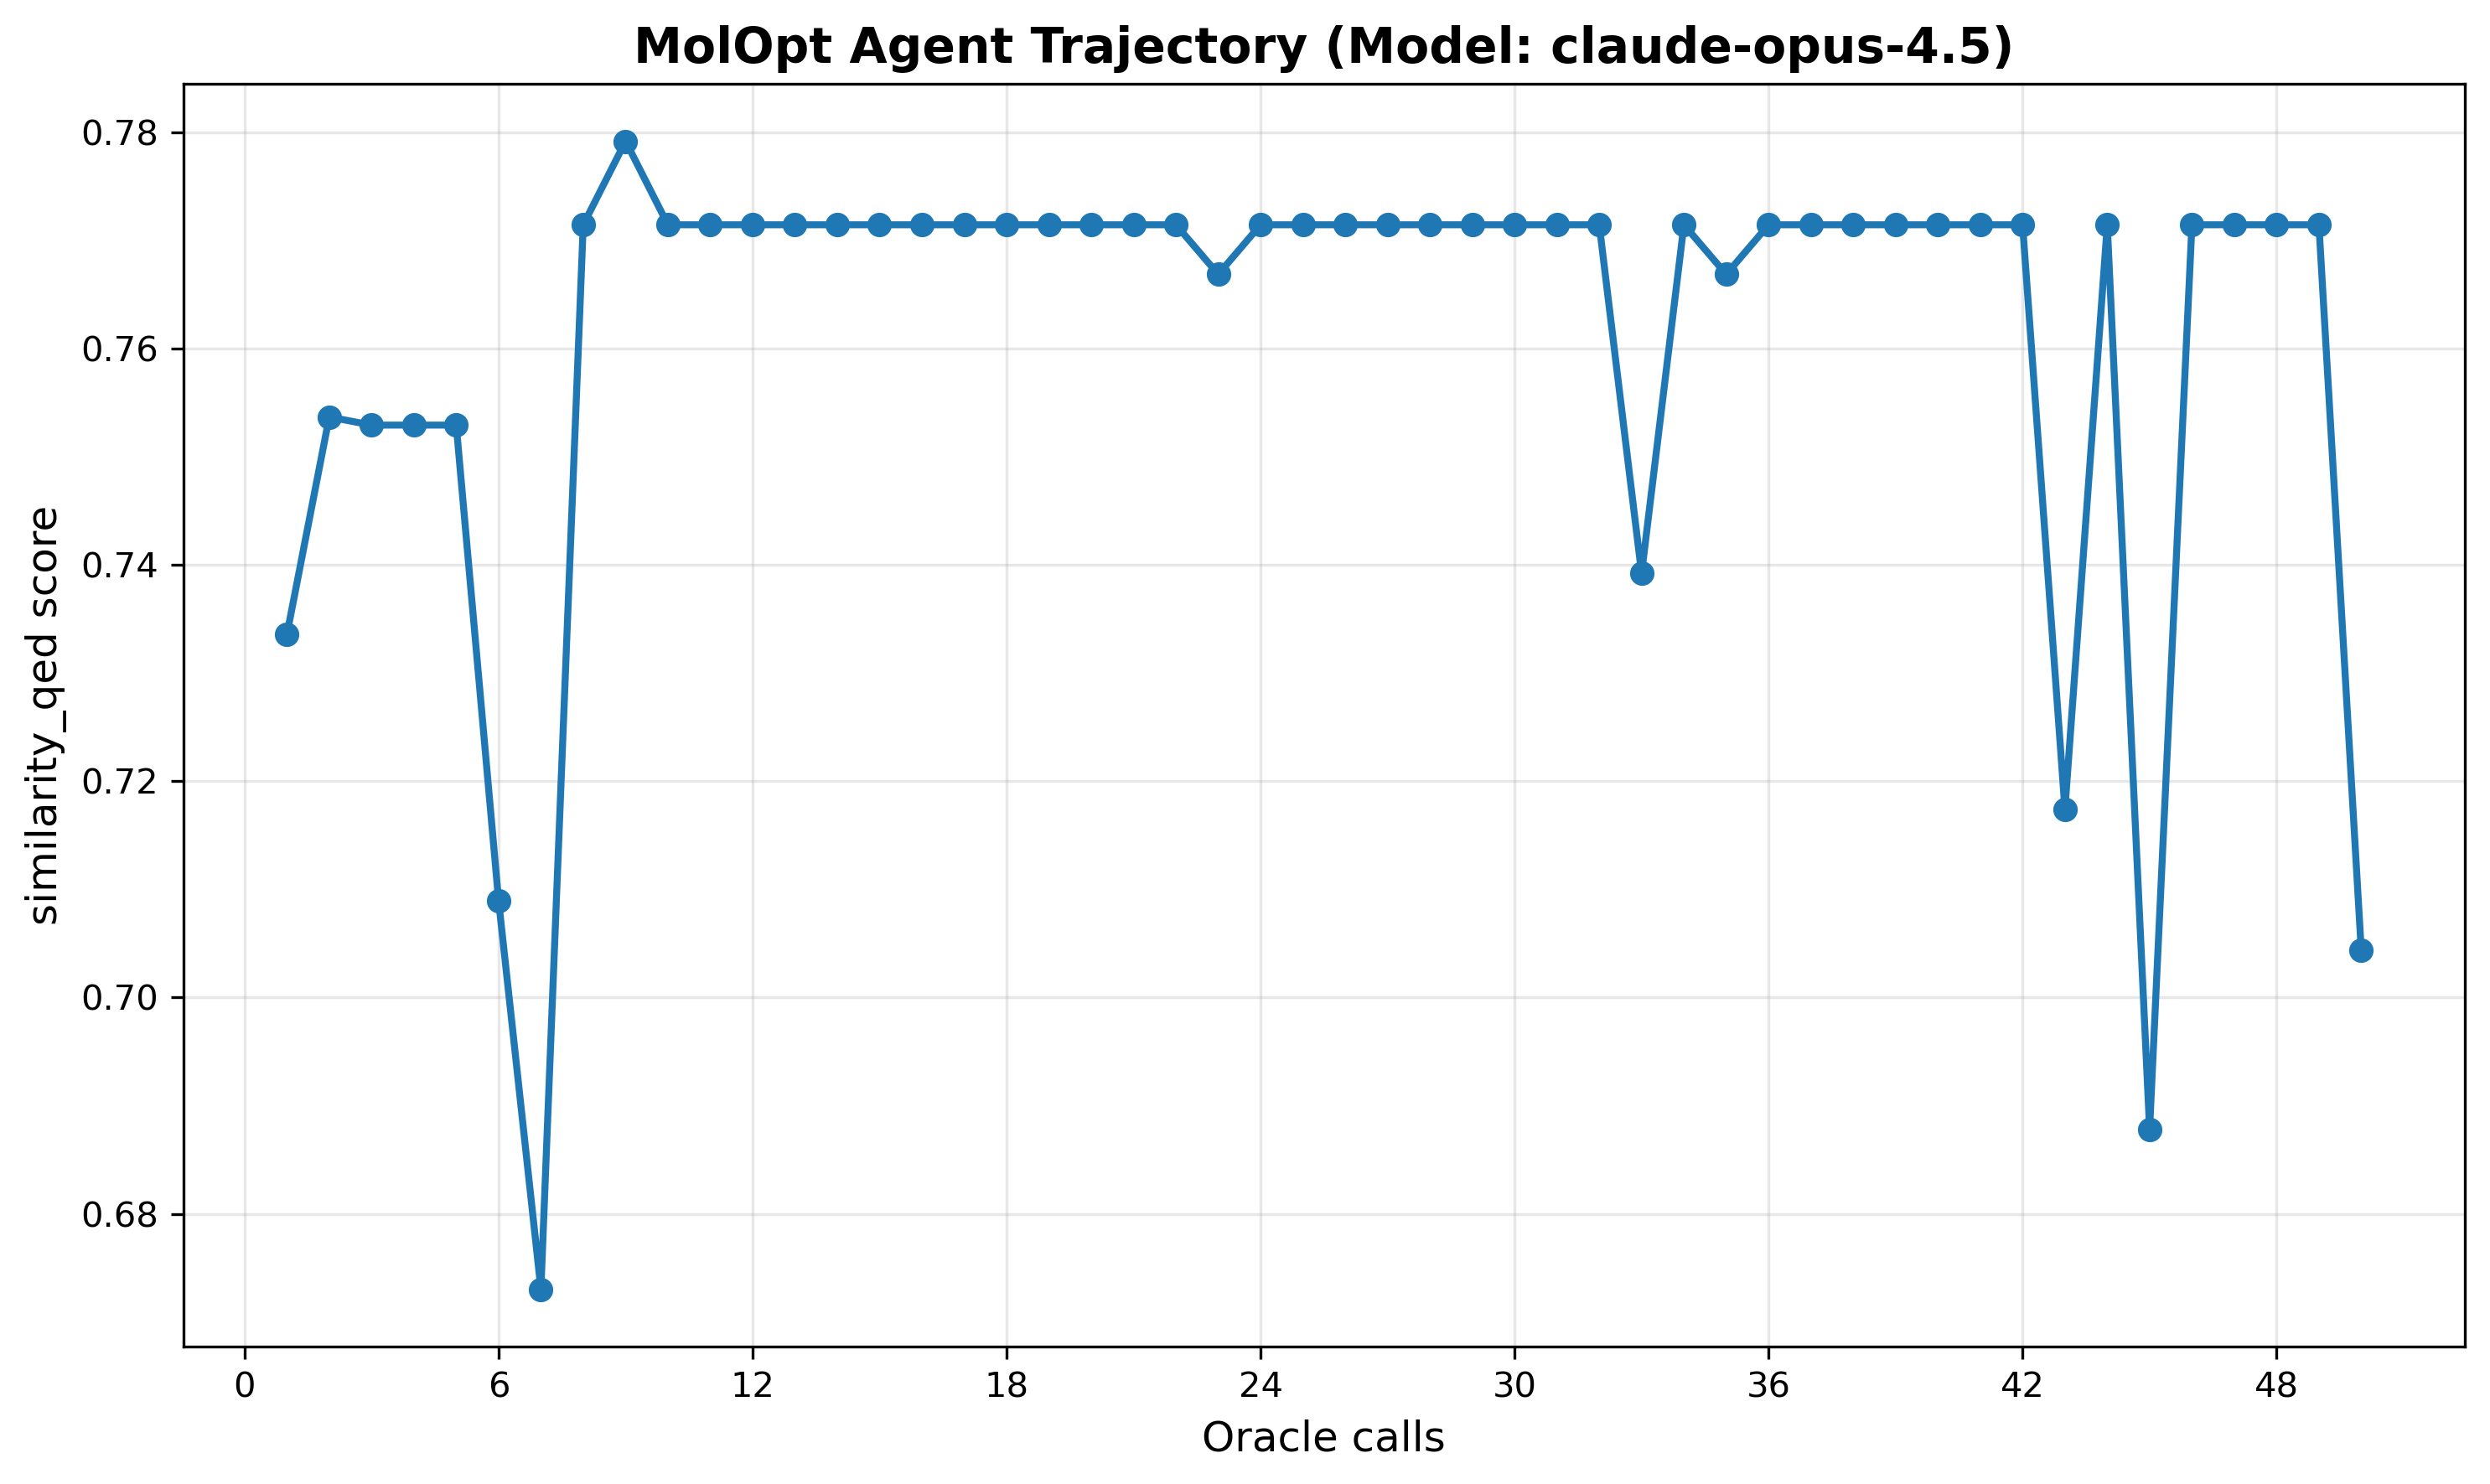 MolOpt Agent Trajectory (Model: claude-opus-4.5)
similarity_qed score
0.78
0.76
0.74
0.72
0.70
0.68
0 6 12 18 24 30 36 42 48
Oracle calls